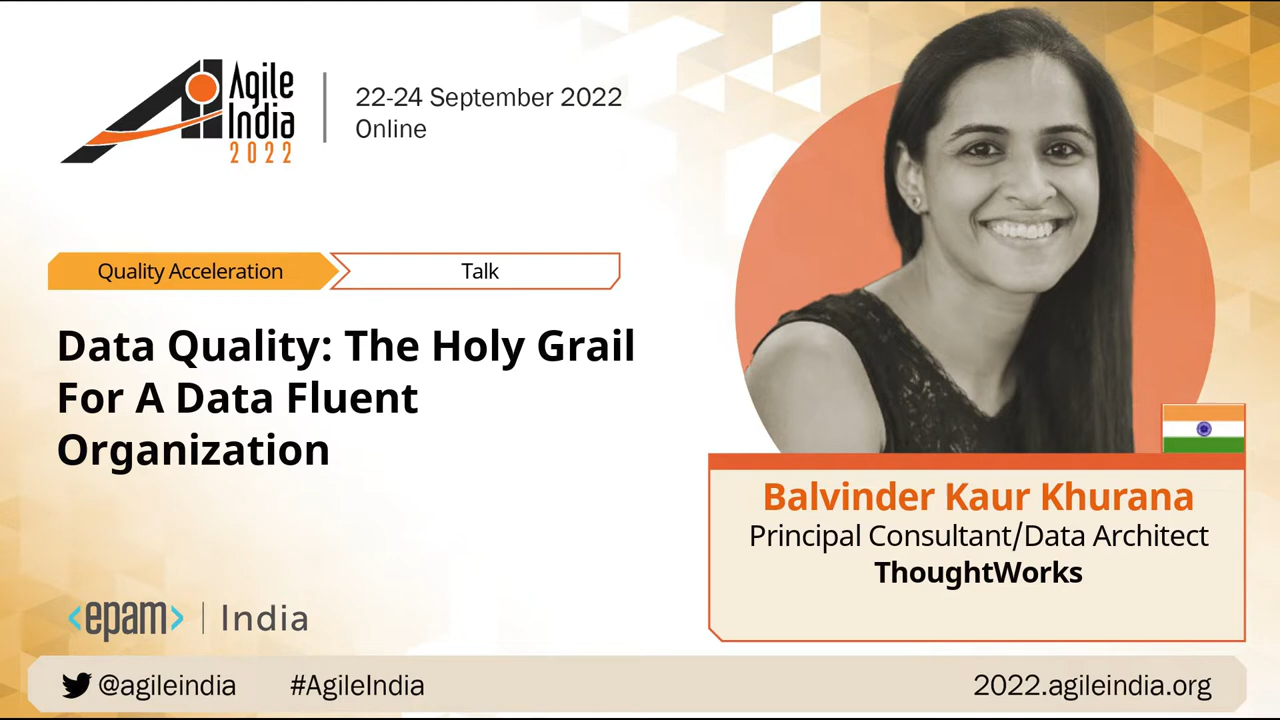 Agile
India
2022
22-24 September 2022
Online
Quality Acceleration
Talk
Data Quality: The Holy Grail
For A Data Fluent
Organization
Balvinder Kaur Khurana
Principal Consultant/Data Architect
ThoughtWorks
<epam> | India
@agileindia
#AgileIndia
2022.agileindia.org